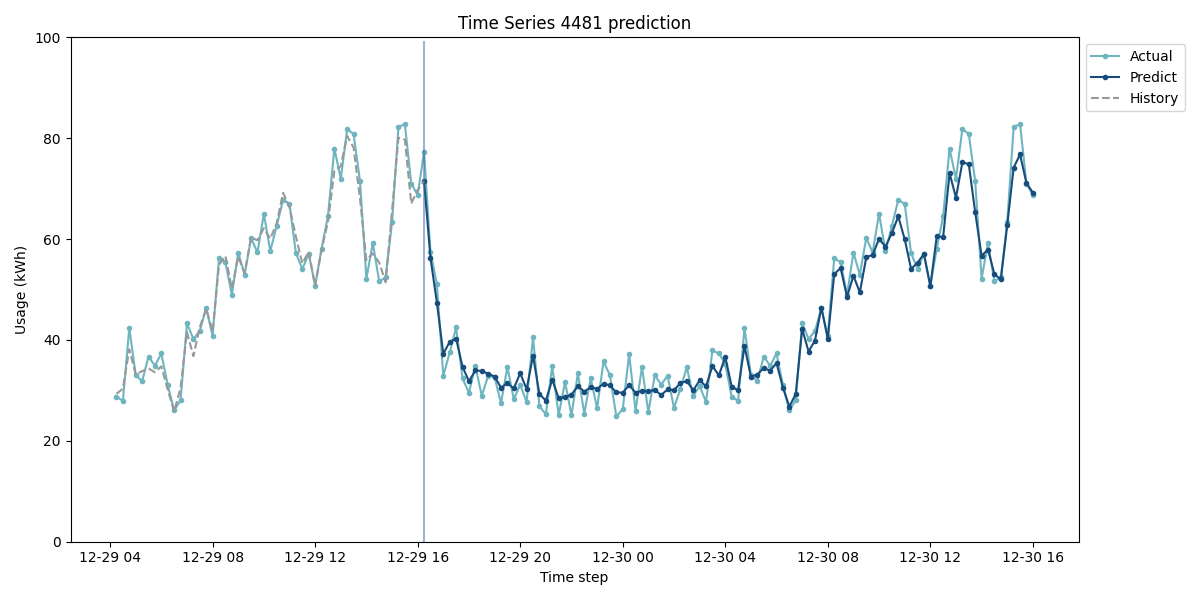 Time Series 4481 prediction
Usage (kWh)
100
80
60
40
20
0
12-29 04
12-29 08
12-29 12
12-29 16
12-29 20
12-30 00
12-30 04
12-30 08
12-30 12
12-30 16
Time step
Actual
Predict
History